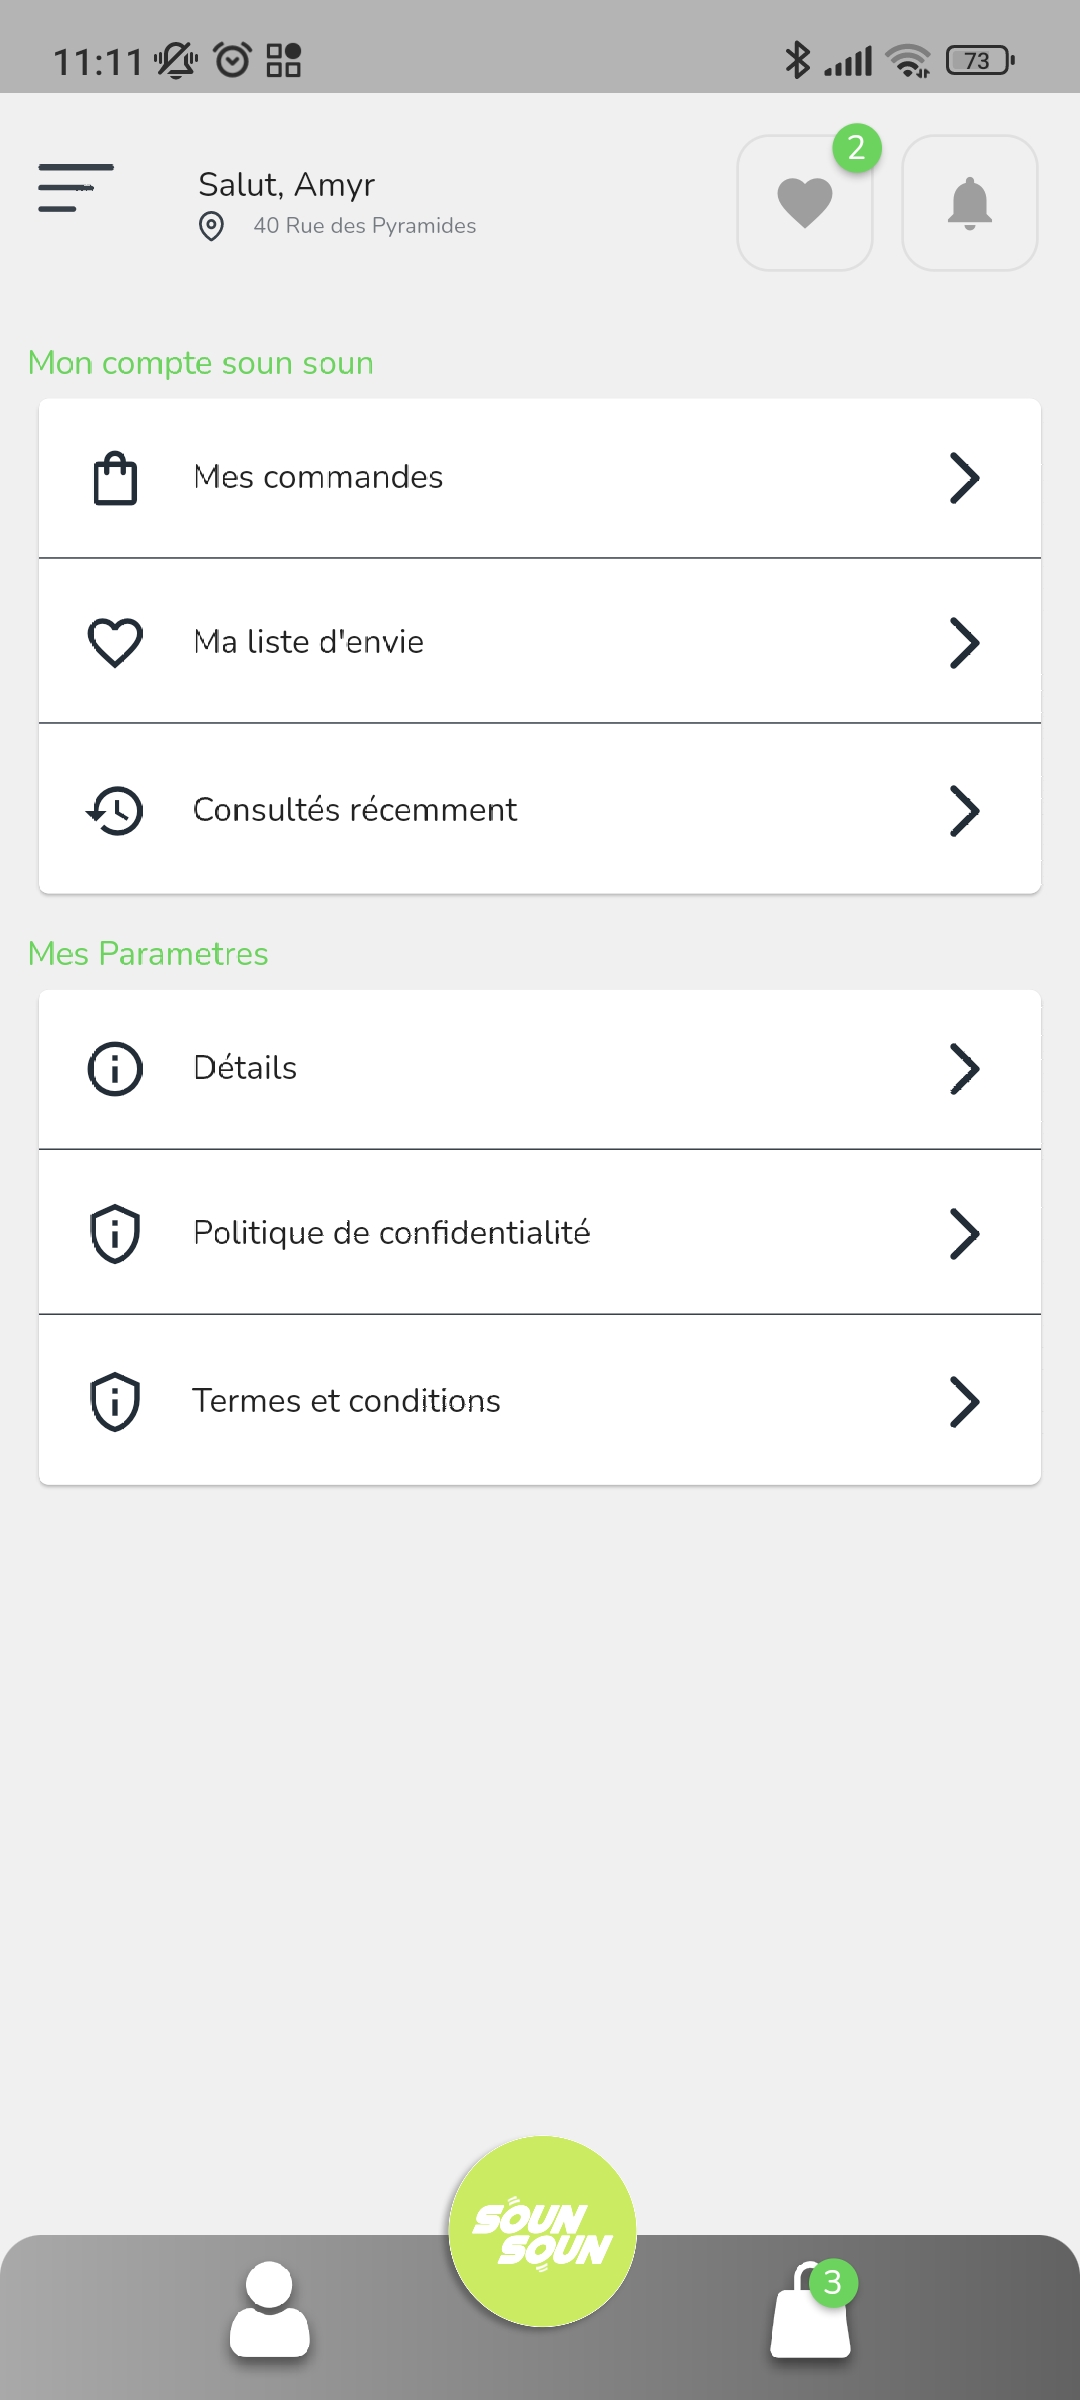 11:11
73
2
Salut, Amyr
40 Rue des Pyramides
Mon compte soun soun
Mes commandes
Ma liste d'envie
Consultés récemment
Mes Parametres
Détails
Politique de confidentialité
Termes et conditions
SOUN
SOUN
3